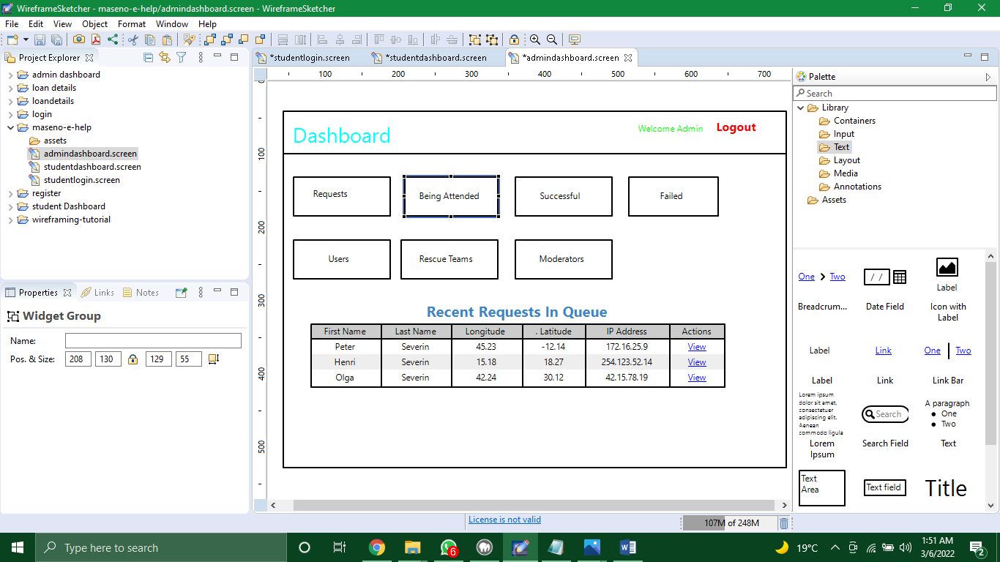 WireframeSketcher - maseno-e-help/admindashboard.screen - WireframeSketcher
File Edit View Object Format Window Help
Project Explorer
admin dashboard
loan details
loandetails
login
maseno-e-help
assets
admindashboard.screen
studentdashboard.screen
studentlogin.screen
register
student Dashboard
wireframing-tutorial
Properties Links Notes
Widget Group
Name:
Pos. & Size: 208 130 129 55
*studentlogin.screen *studentdashboard.screen *admindashboard.screen
100 200 300 400 500 600 700
0
100
200
300
400
500
Dashboard Welcome Admin Logout
Requests Being Attended Successful Failed
Users Rescue Teams Moderators
Recent Requests In Queue
First Name Last Name Longitude . Latitude IP Address Actions
Peter Severin 45.23 -12.14 172.16.25.9 View
Henri Severin 15.18 18.27 254.123.52.14 View
Olga Severin 42.24 30.12 42.15.78.19 View
Palette
Search
Library
Containers
Input
Text
Layout
Media
Annotations
Assets
One Two / / Label
Breadcrum... Date Field Icon with
Label
Label Link One Two
Label Link Link Bar
Lorem ipsum
dolor sit amet,
consectetuer
adipiscing elit.
Aenean
commodo ligula
Search
A paragraph
One
Two
Lorem
Ipsum
Search Field Text
Text
Area
Text field Title
License is not valid
107M of 248M
Type here to search
6
19°C
1:51 AM
3/6/2022
2